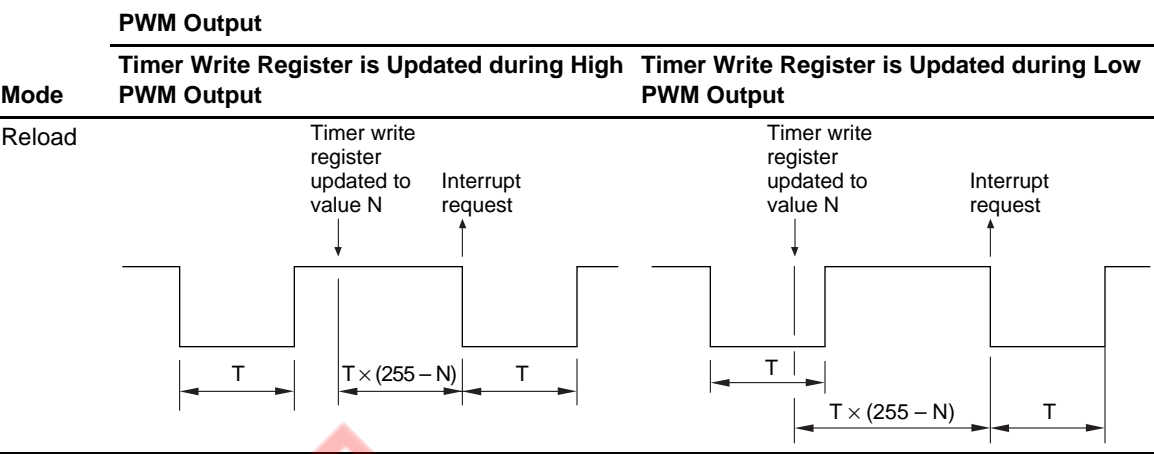 PWM Output
Mode
Timer Write Register is Updated during High
PWM Output
Timer Write Register is Updated during Low
PWM Output
Reload
Timer write
register
updated to
value N
Interrupt
request
T
T × (255 – N)
T
Timer write
register
updated to
value N
Interrupt
request
T
T × (255 – N)
T